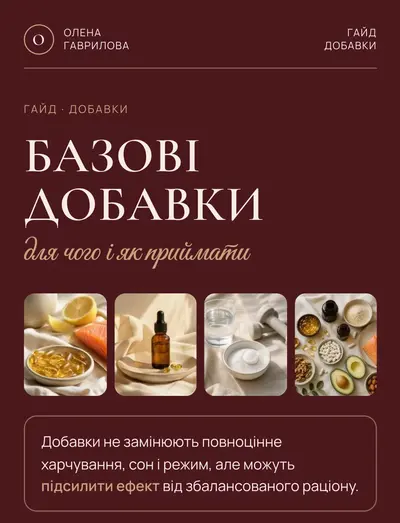 О
ОЛЕНА
ГАВРИЛОВА
ГАЙД
ДОБАВКИ
ГАЙД · ДОБАВКИ
БАЗОВІ
ДОБАВКИ
для чого і як приймати
Добавки не замінюють повноцінне
харчування, сон і режим, але можуть
підсилити ефект від збалансованого раціону.